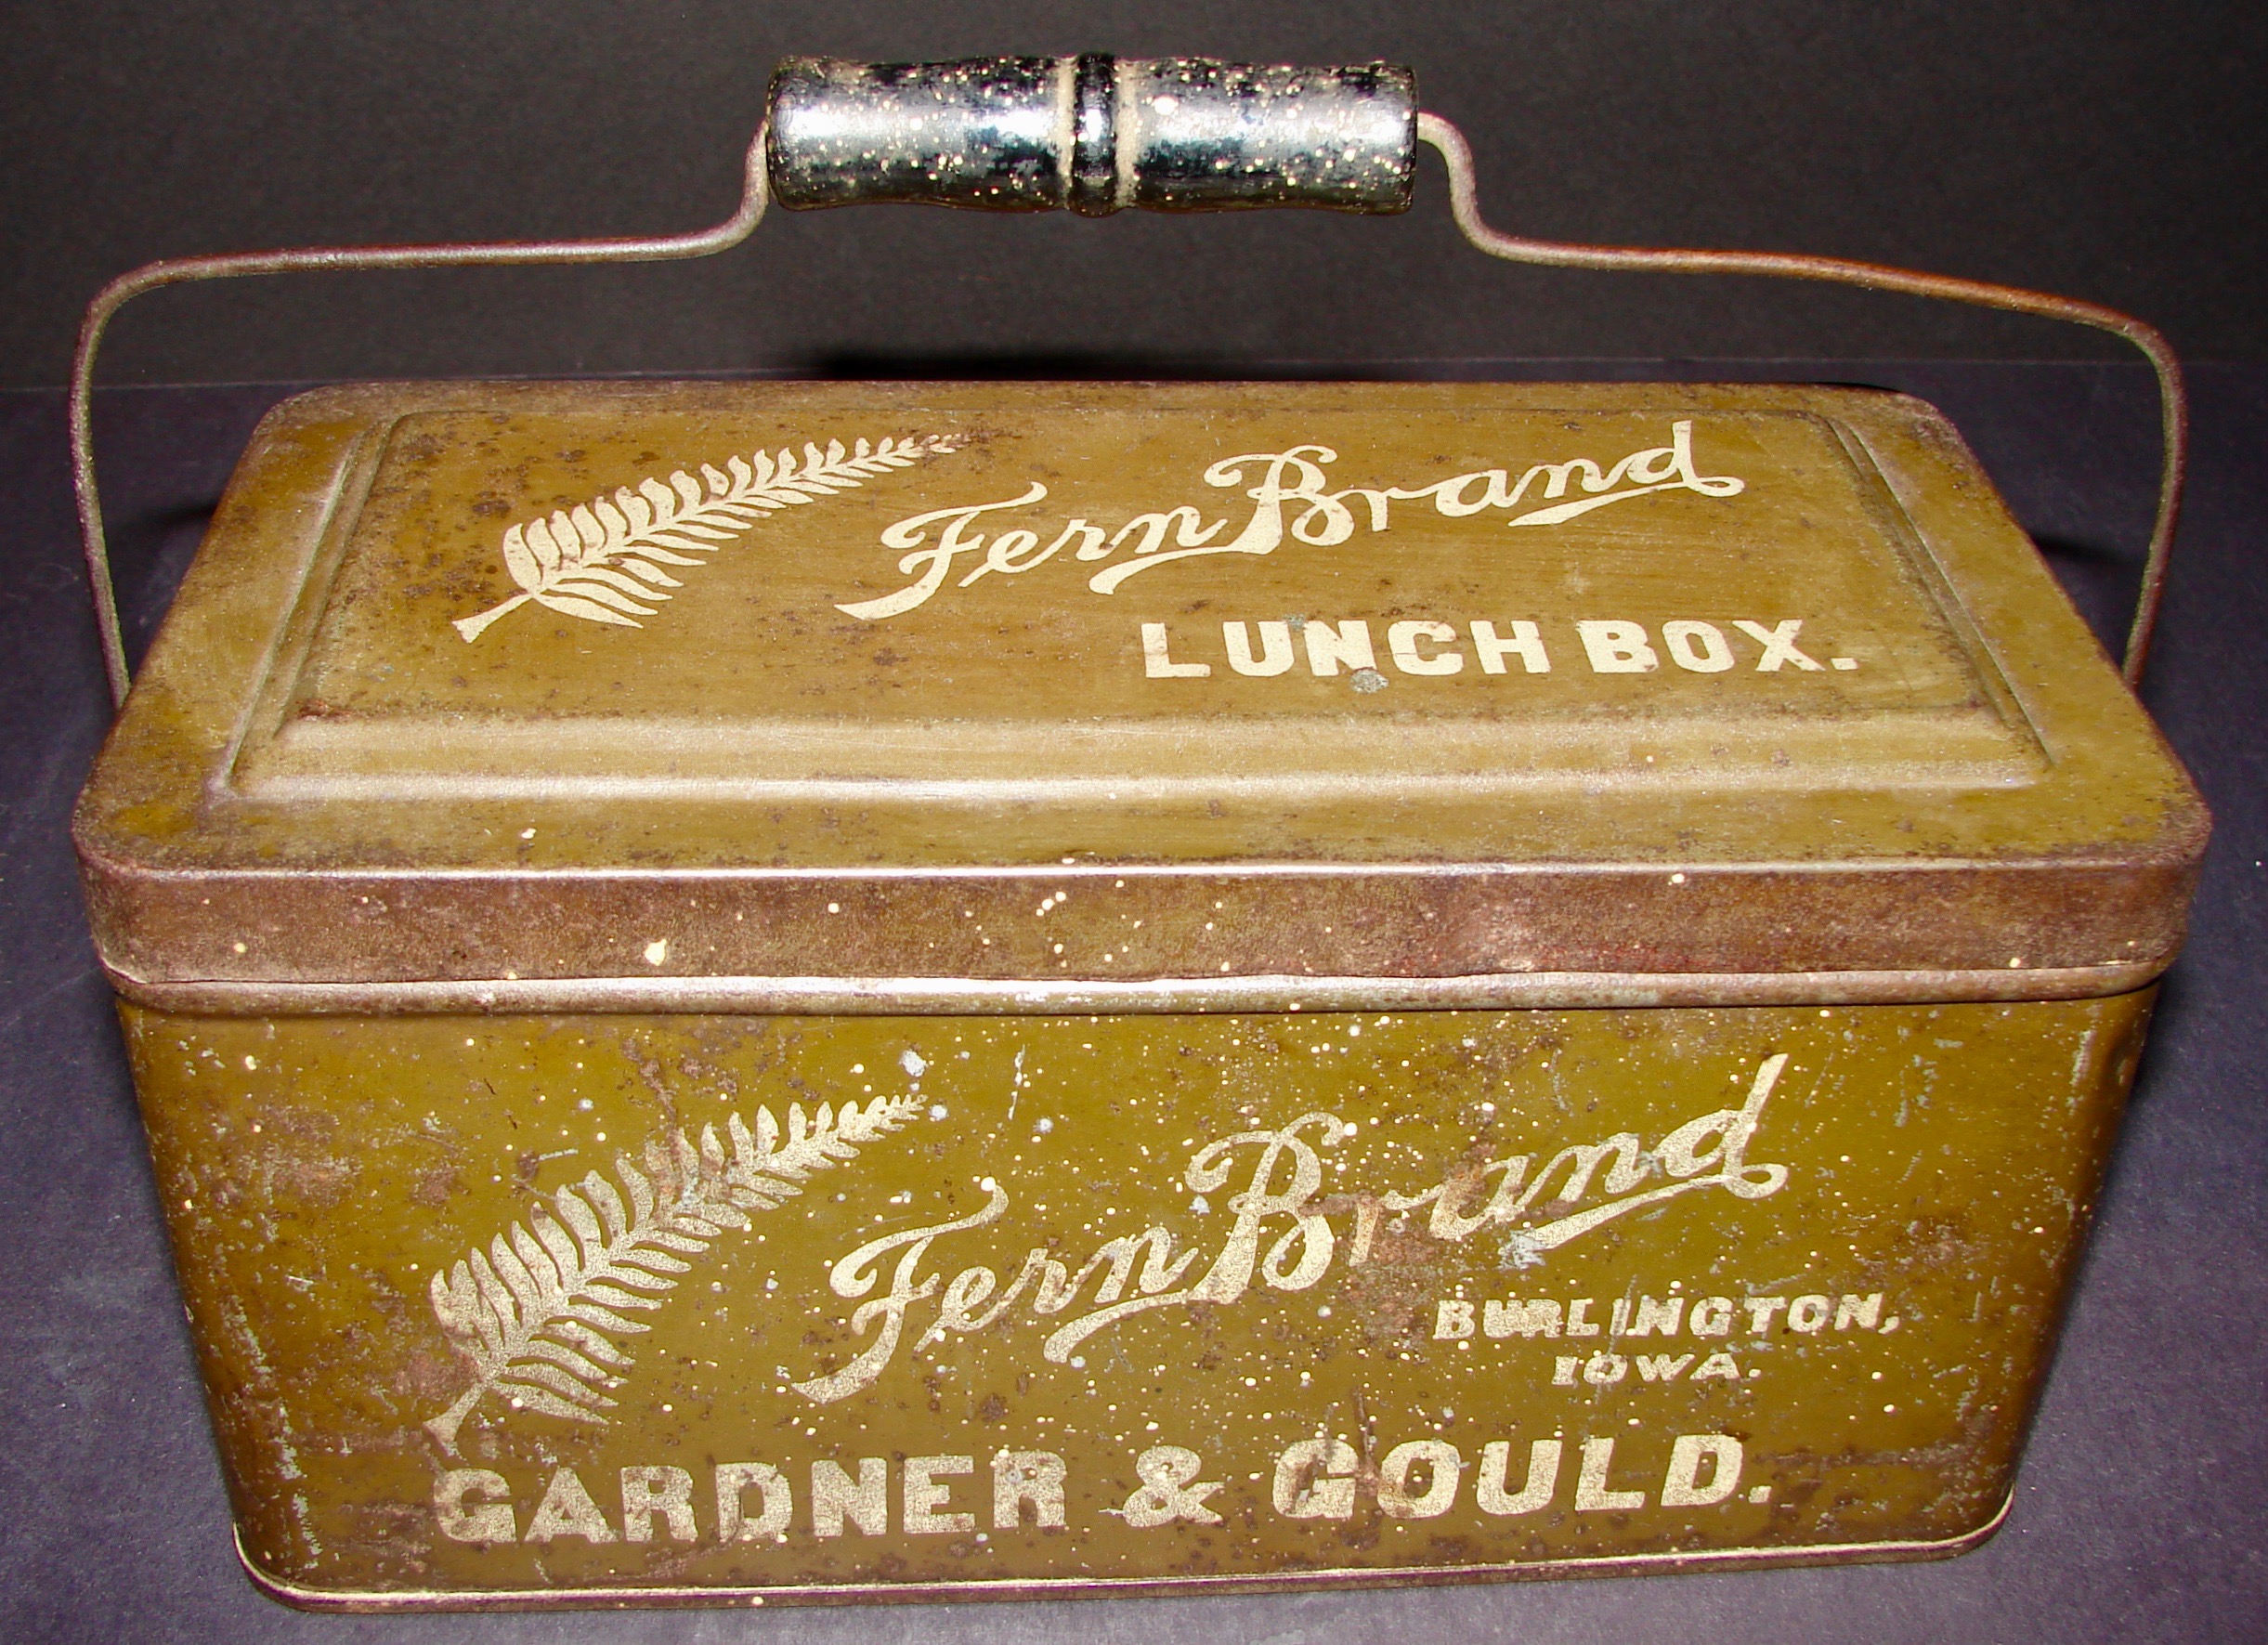 Fern Brand
LUNCH BOX.
Fern Brand
BURLINGTON,
IOWA.
GARDNER & GOULD.